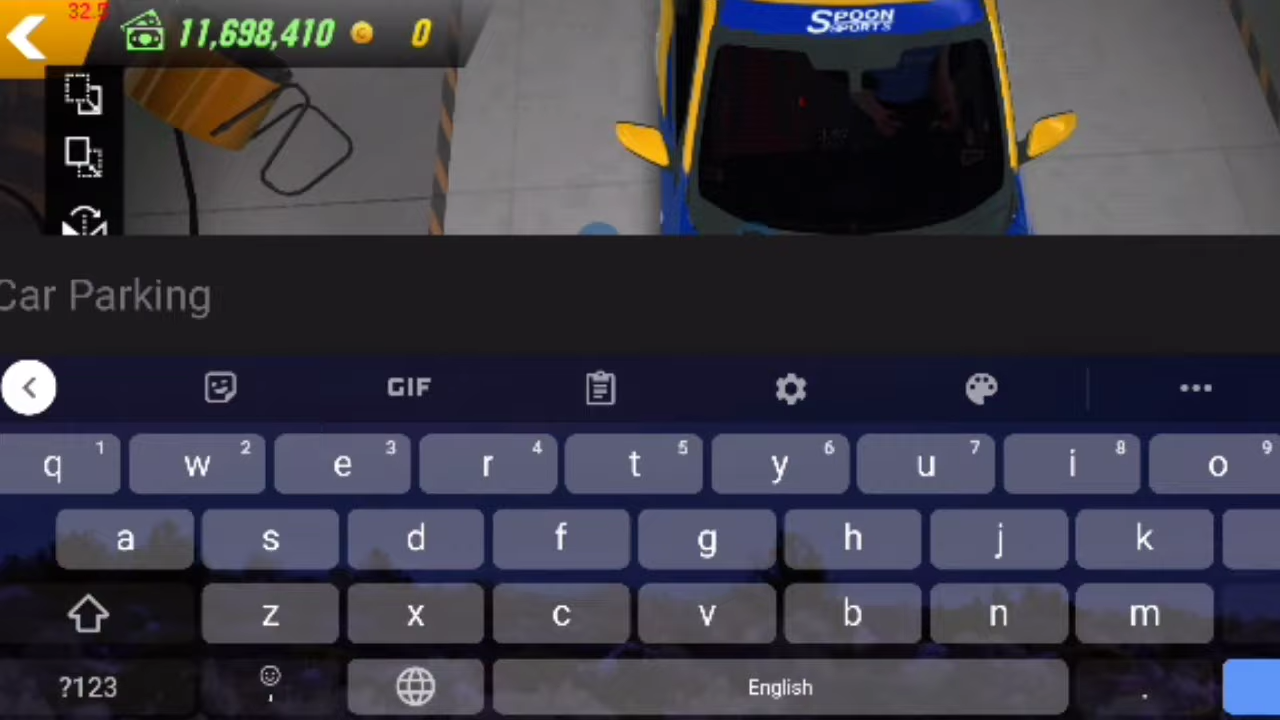 32.5
11,698,410 0
SPOON
SPORTS
Car Parking
GIF
q 1 w 2 e 3 r 4 t 5 y 6 u 7 i 8 o 9
a s d f g h j k
z x c v b n m
?123 , English .